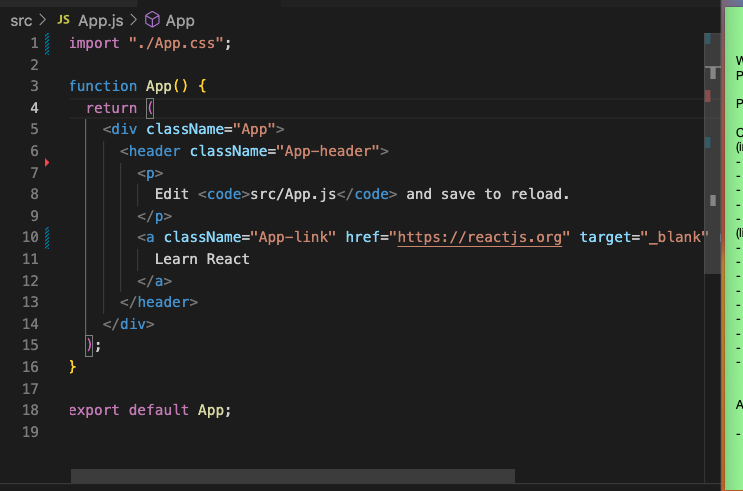 src > JS App.js > App
1 import "./App.css";
2
3 function App() {
4 return (
5 <div className="App">
6 <header className="App-header">
7 <p>
8 Edit <code>src/App.js</code> and save to reload.
9 </p>
10 <a className="App-link" href="https://reactjs.org" target="_blank"
11 Learn React
12 </a>
13 </header>
14 </div>
15 );
16 }
17
18 export default App;
19